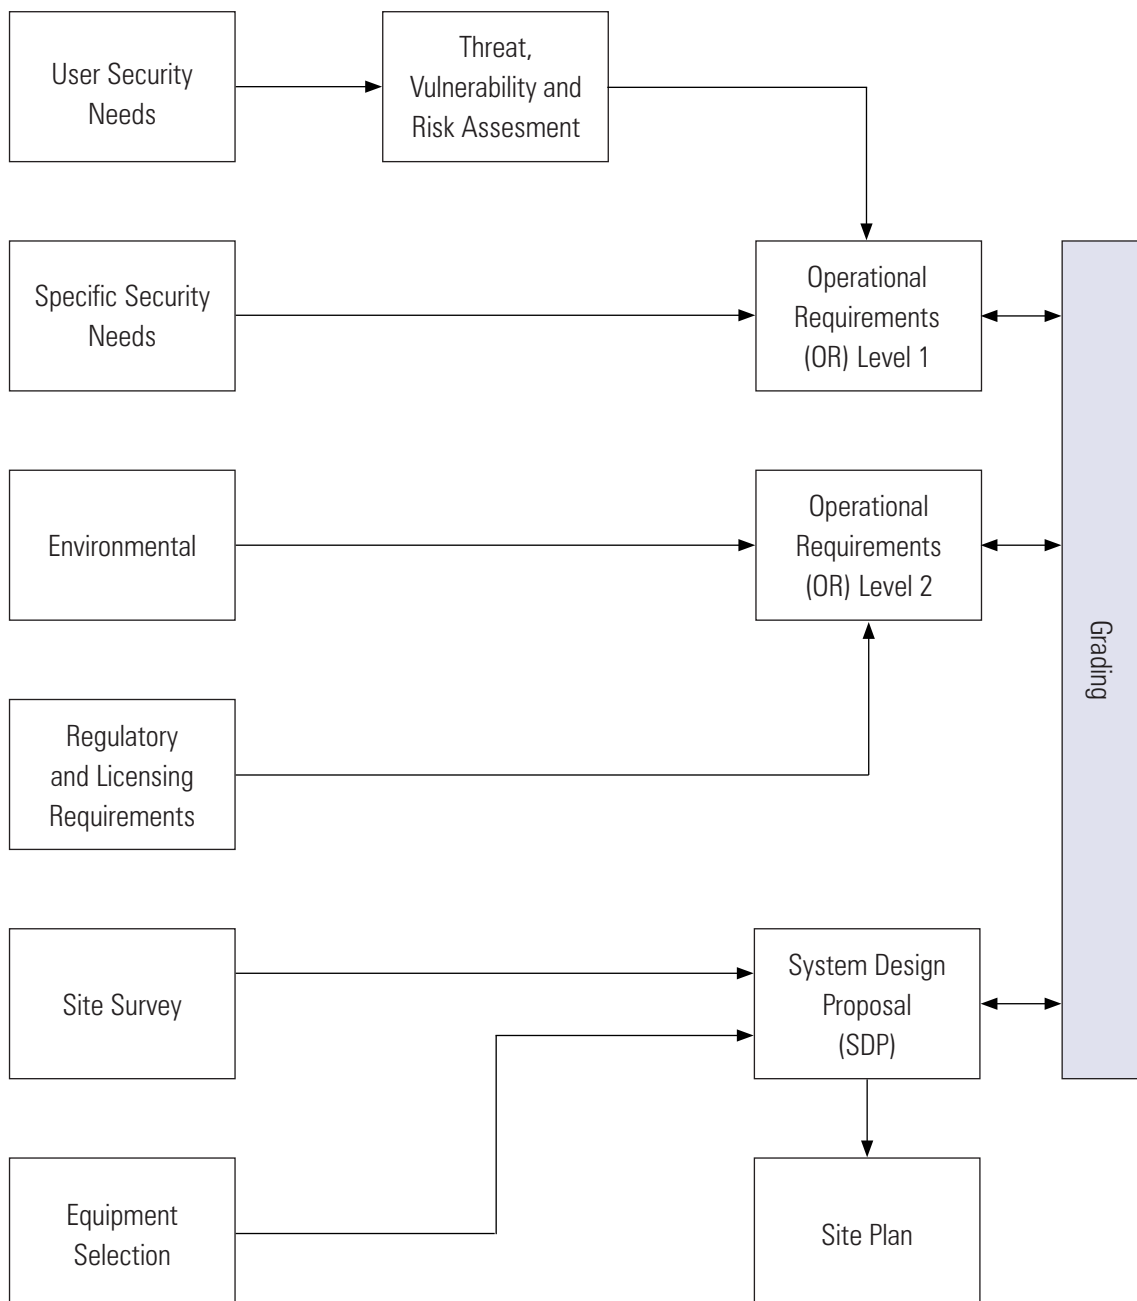 User Security
Needs
Threat,
Vulnerability and
Risk Assesment
Specific Security
Needs
Operational
Requirements
(OR) Level 1
Environmental
Operational
Requirements
(OR) Level 2
Grading
Regulatory
and Licensing
Requirements
Site Survey
System Design
Proposal
(SDP)
Equipment
Selection
Site Plan